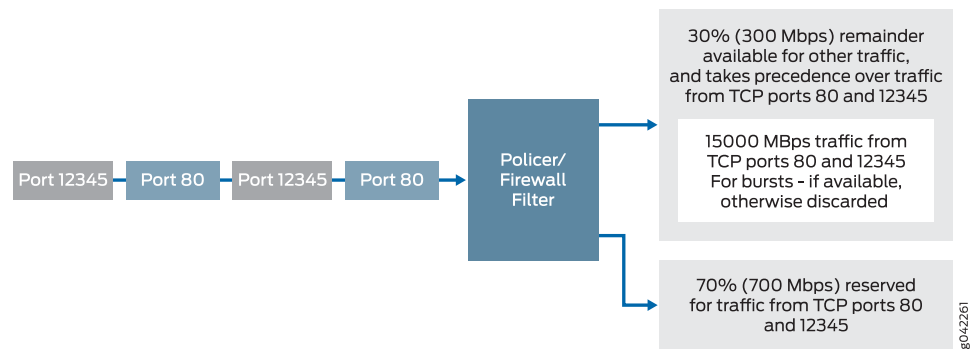 Port 12345
Port 80
Port 12345
Port 80
Policer/
Firewall
Filter
30% (300 Mbps) remainder
available for other traffic,
and takes precedence over traffic
from TCP ports 80 and 12345
15000 MBps traffic from
TCP ports 80 and 12345
For bursts - if available,
otherwise discarded
70% (700 Mbps) reserved
for traffic from TCP ports 80
and 12345
g042261